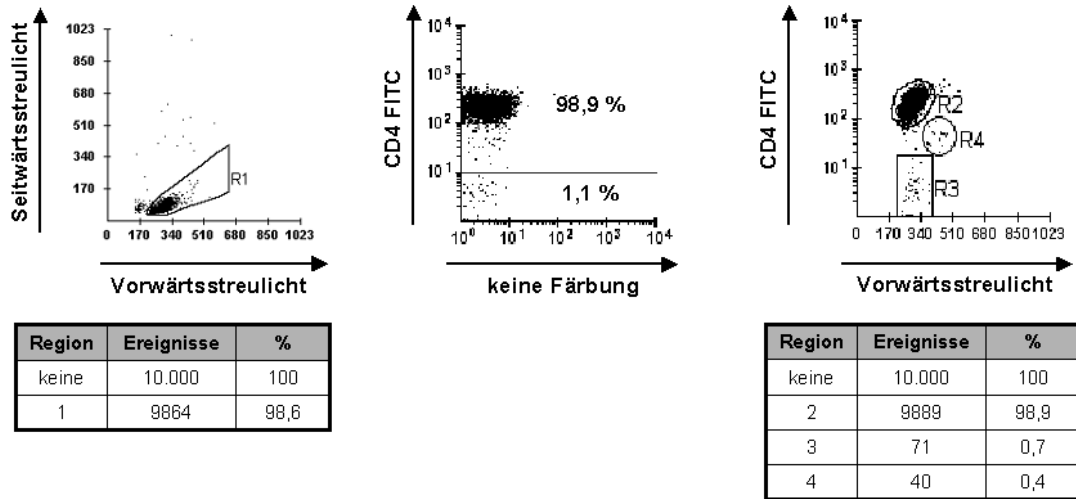 Seitwärtsstreulicht
1023
850
680
510
340
170
R1
0 170 340 510 680 850 1023
Vorwärtsstreulicht
CD4 FITC
10⁴
10³
10²
10¹
98,9 %
1,1 %
10⁰ 10¹ 10² 10³ 10⁴
keine Färbung
CD4 FITC
10⁴
10³
10²
10¹
R2
R4
R3
0 170 340 510 680 850 1023
Vorwärtsstreulicht
Region Ereignisse %
keine 10.000 100
1 9864 98,6
Region Ereignisse %
keine 10.000 100
2 9889 98,9
3 71 0,7
4 40 0,4